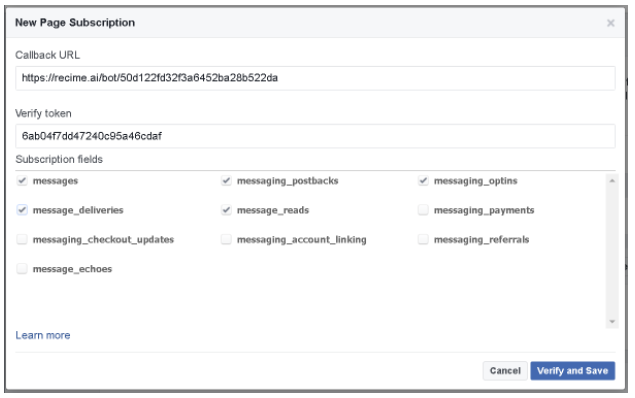 New Page Subscription
Callback URL
https://recime.ai/bot/50d122fd32f3a6452ba28b522da
Verify token
6ab04f7dd47240c95a46cdaf
Subscription fields
messages messaging_postbacks messaging_optins
message_deliveries message_reads messaging_payments
messaging_checkout_updates messaging_account_linking messaging_referrals
message_echoes
Learn more
Cancel Verify and Save